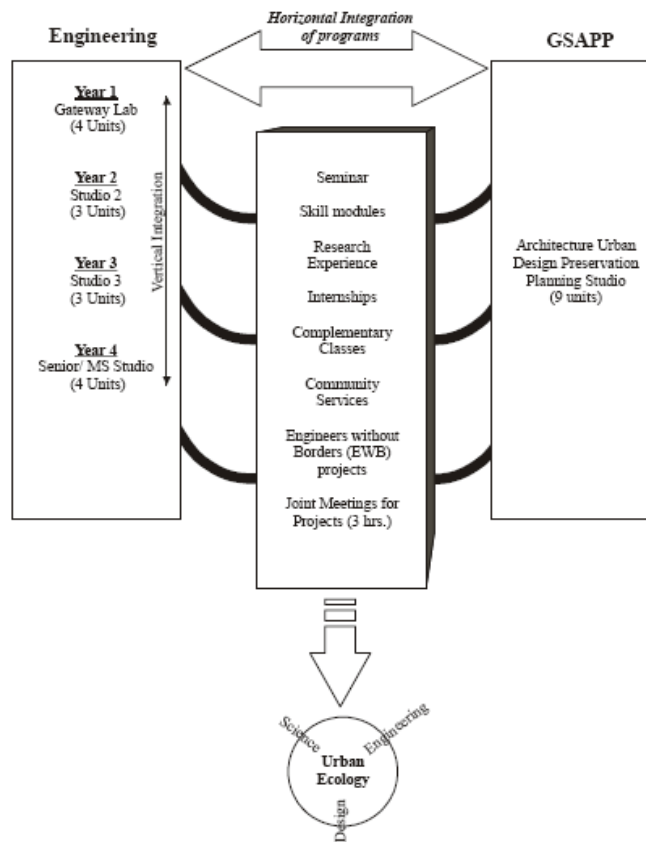 Horizontal Integration
of programs
Engineering
GSAPP
Year 1
Gateway Lab
(4 Units)
Year 2
Studio 2
(3 Units)
Year 3
Studio 3
(3 Units)
Year 4
Senior/ MS Studio
(4 Units)
Vertical Integration
Seminar
Skill modules
Research
Experience
Internships
Complementary
Classes
Community
Services
Engineers without
Borders (EWB)
projects
Joint Meetings for
Projects (3 hrs.)
Architecture Urban
Design Preservation
Planning Studio
(9 units)
Science
Engineering
Urban
Ecology
Design